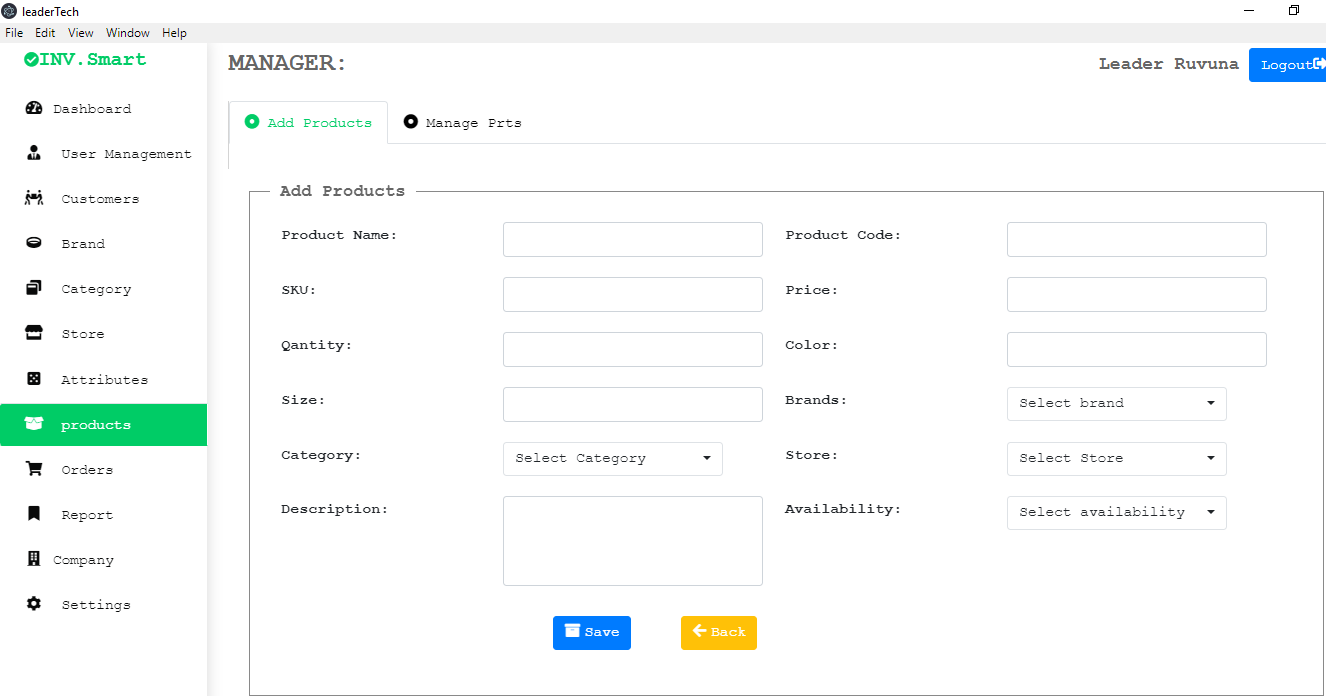 leaderTech
File Edit View Window Help
INV.Smart
MANAGER:
Leader Ruvuna
Logout
Dashboard
User Management
Customers
Brand
Category
Store
Attributes
products
Orders
Report
Company
Settings
Add Products
Manage Prts
Add Products
Product Name:
Product Code:
SKU:
Price:
Qantity:
Color:
Size:
Brands:
Select brand
Category:
Select Category
Store:
Select Store
Description:
Availability:
Select availability
Save
Back